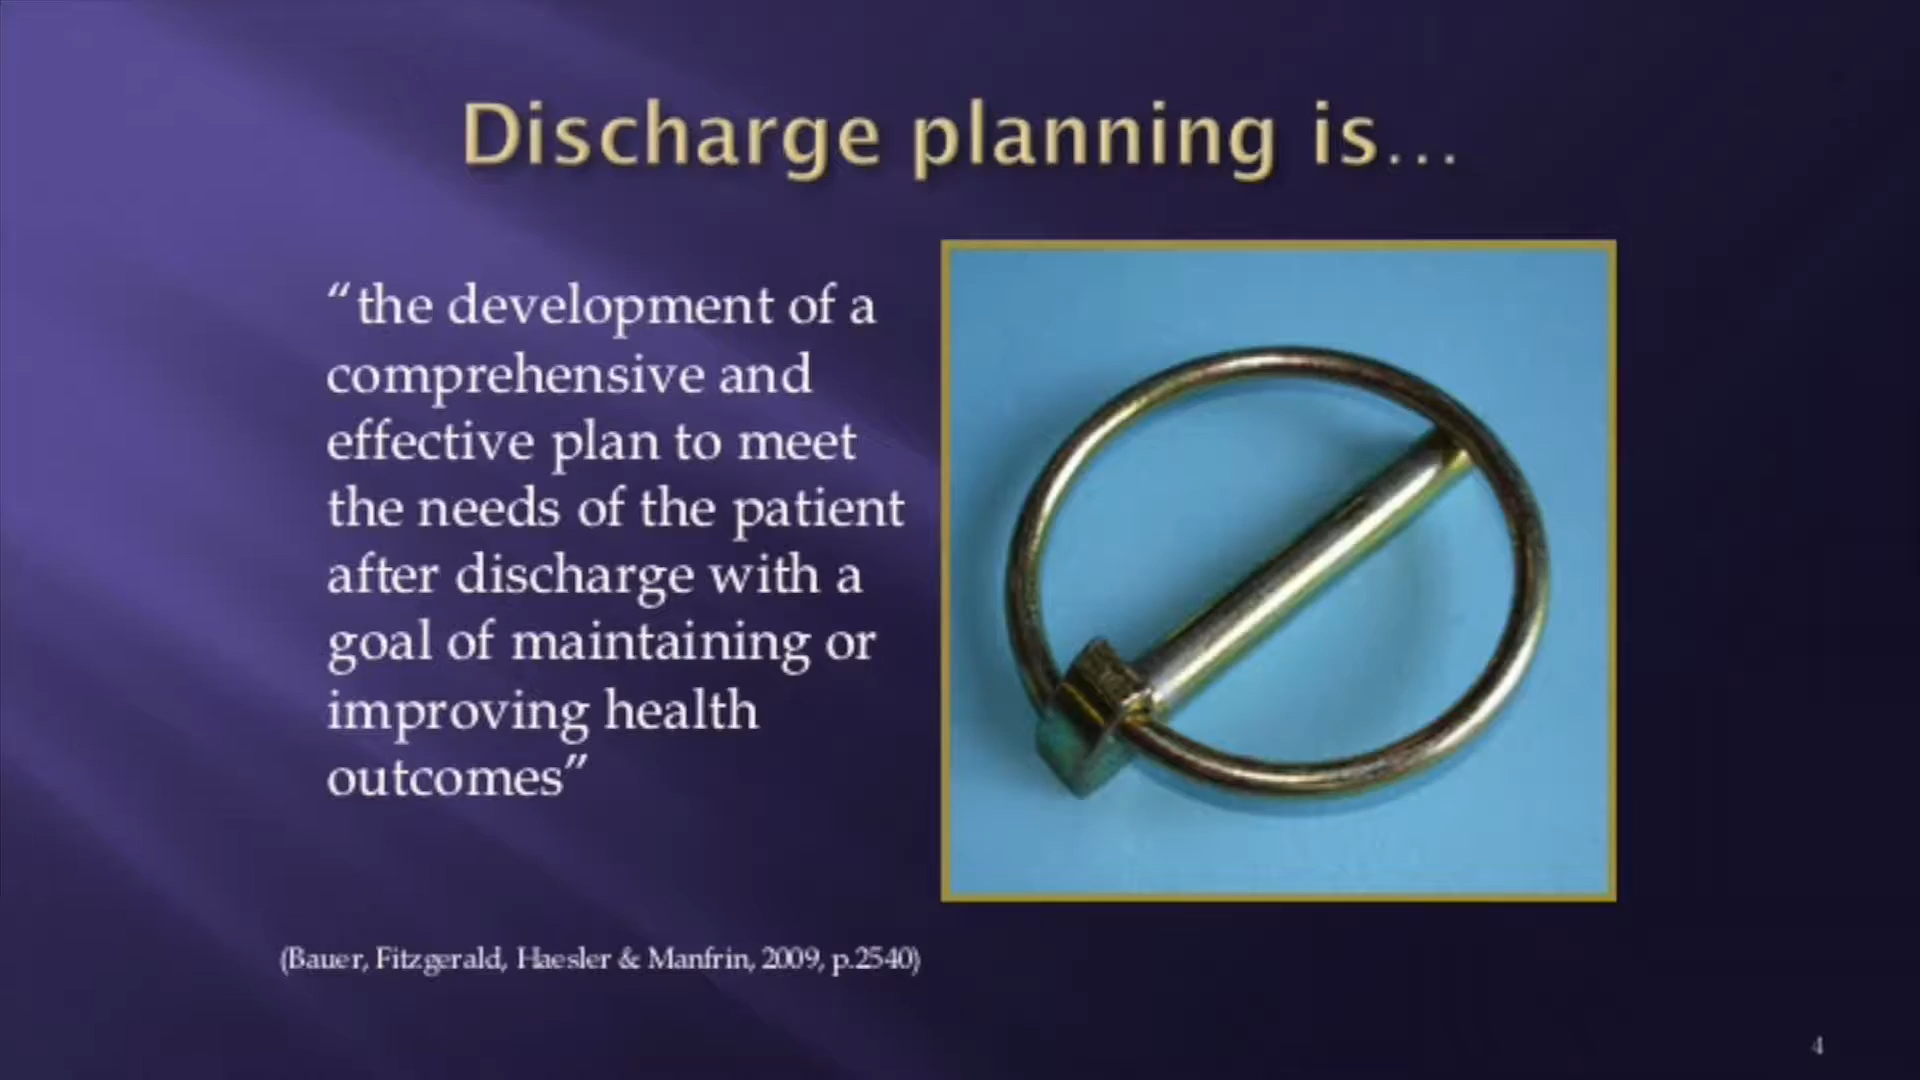 Discharge planning is…
“the development of a
comprehensive and
effective plan to meet
the needs of the patient
after discharge with a
goal of maintaining or
improving health
outcomes”
(Bauer, Fitzgerald, Haesler & Manfrin, 2009, p.2540)
4